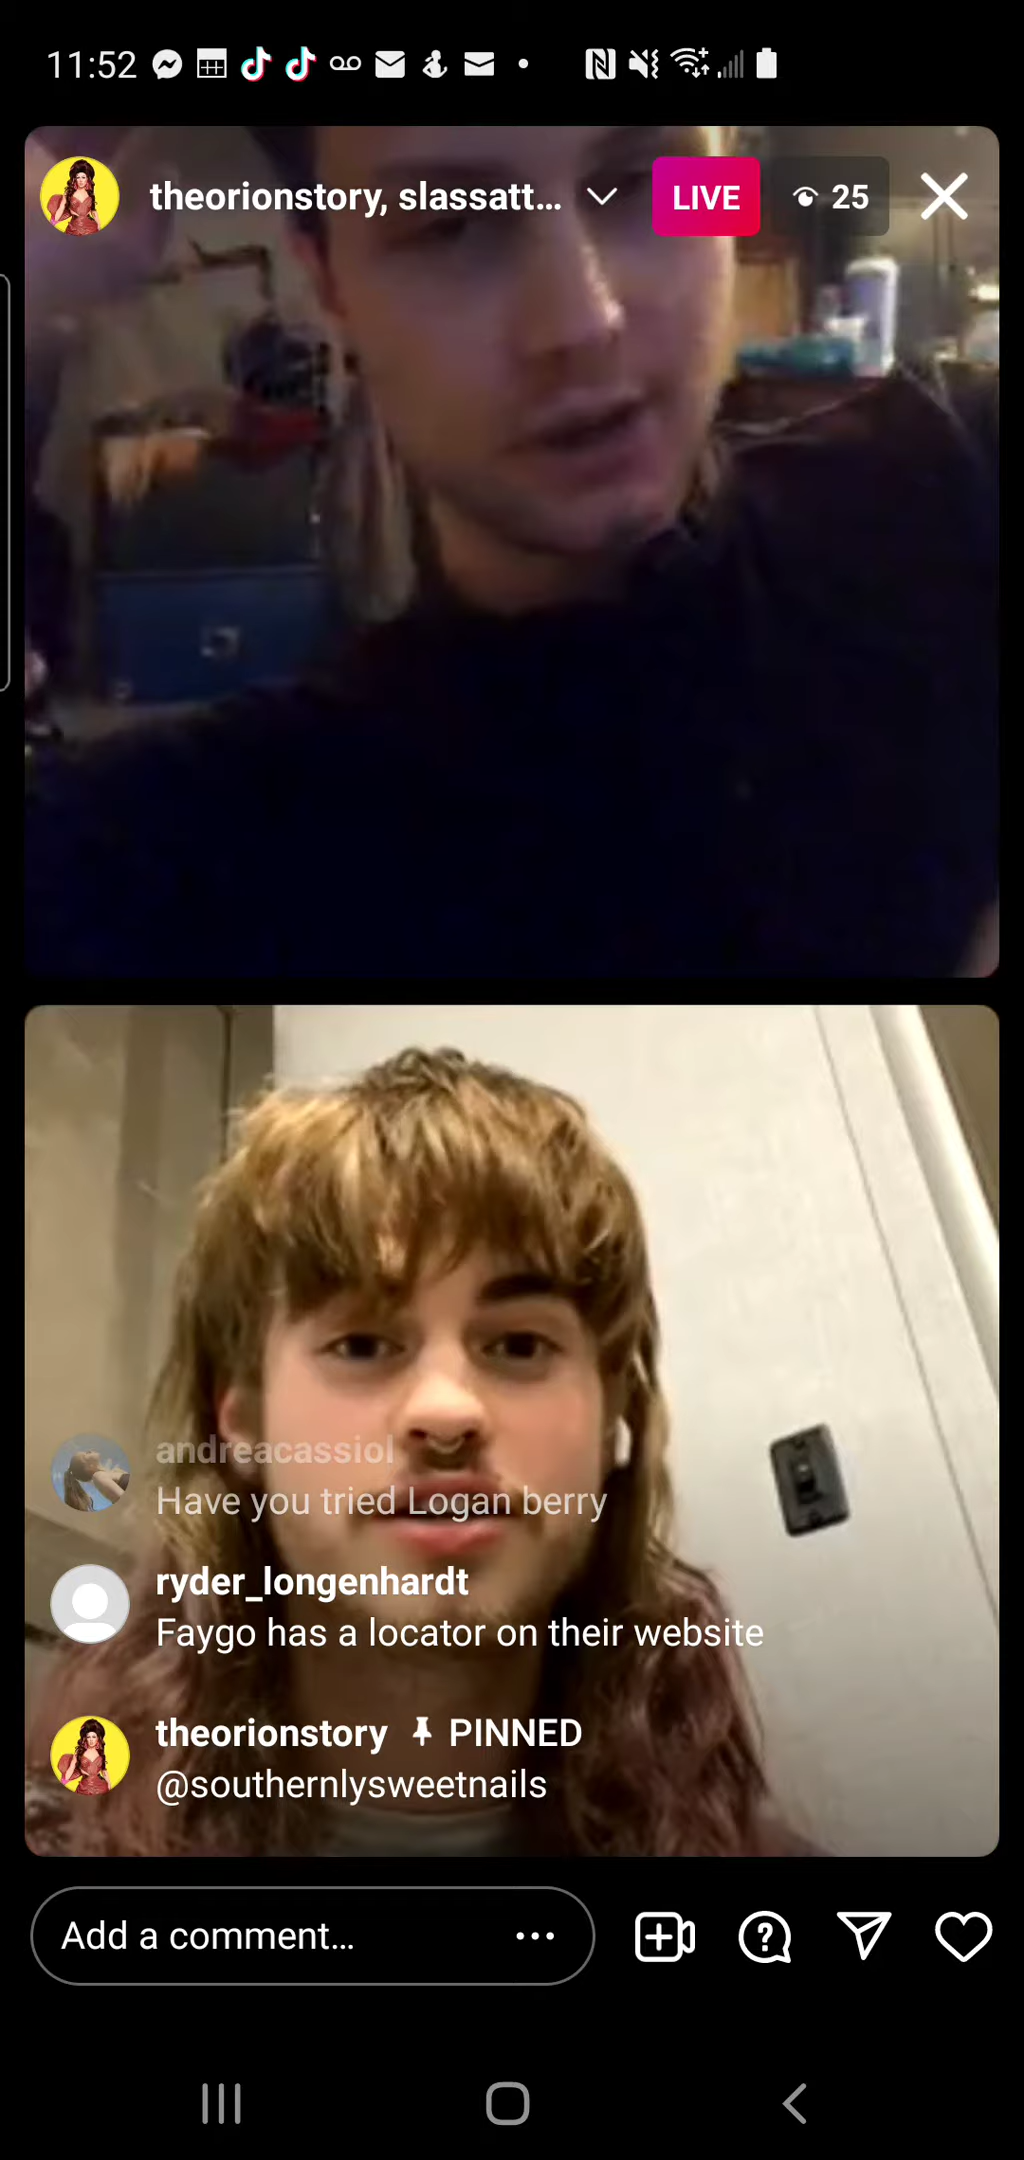 11:52
theorionstory, slassatt...
LIVE
25
andreacassiol
Have you tried Logan berry
ryder_longenhardt
Faygo has a locator on their website
theorionstory PINNED
@southernlysweetnails
Add a comment...